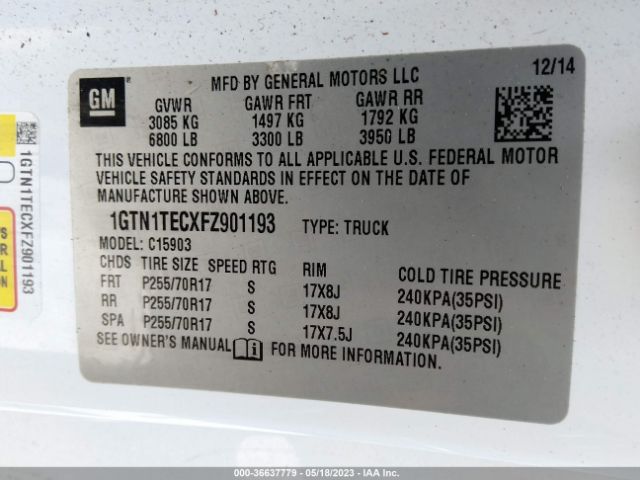 GM
MFD BY GENERAL MOTORS LLC
12/14
GVWR GAWR FRT GAWR RR
3085 KG 1497 KG 1792 KG
6800 LB 3300 LB 3950 LB
THIS VEHICLE CONFORMS TO ALL APPLICABLE U.S. FEDERAL MOTOR
VEHICLE SAFETY STANDARDS IN EFFECT ON THE DATE OF
MANUFACTURE SHOWN ABOVE.
1GTN1TECXFZ901193 TYPE: TRUCK
MODEL: C15903
CHDS TIRE SIZE SPEED RTG RIM COLD TIRE PRESSURE
FRT P255/70R17 S 17X8J 240KPA(35PSI)
RR P255/70R17 S 17X8J 240KPA(35PSI)
SPA P255/70R17 S 17X7.5J 240KPA(35PSI)
SEE OWNER'S MANUAL FOR MORE INFORMATION.
1GTN1TECXFZ901193
000-36637779 - 05/18/2023 - IAAI.com